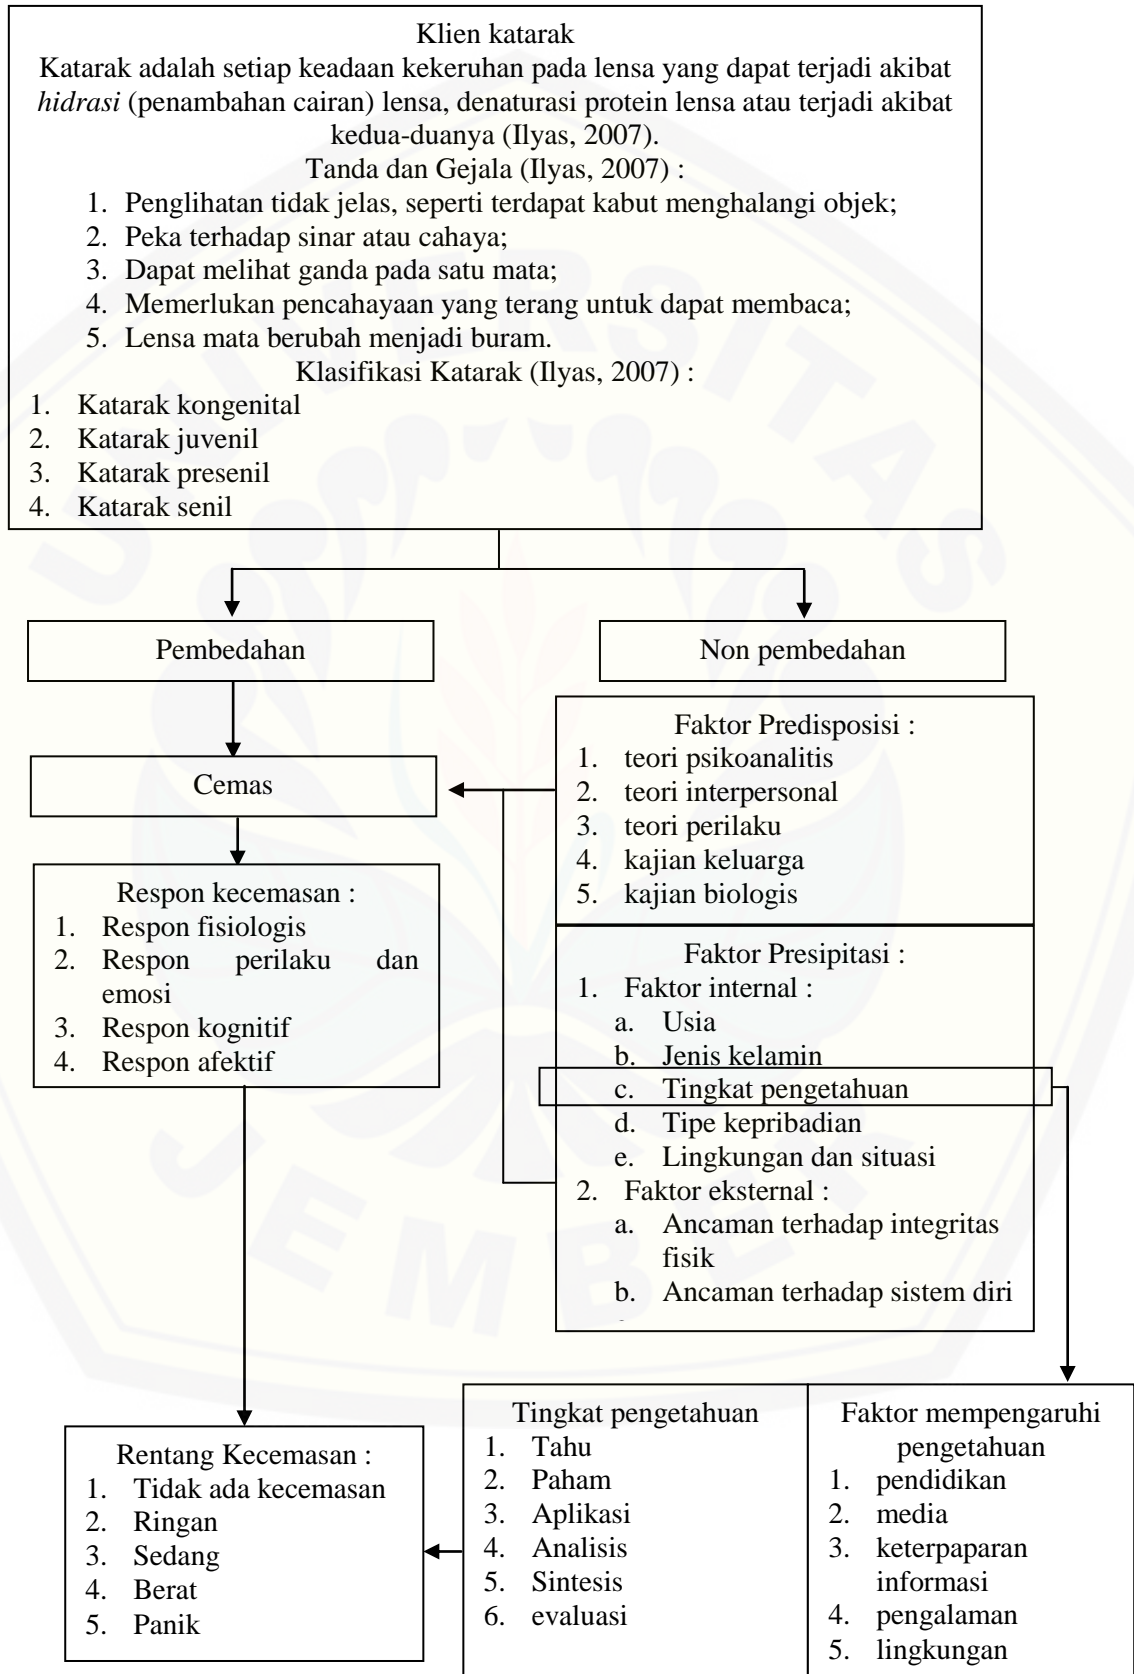 Klien katarak
Katarak adalah setiap keadaan kekeruhan pada lensa yang dapat terjadi akibat
hidrasi (penambahan cairan) lensa, denaturasi protein lensa atau terjadi akibat
kedua-duanya (Ilyas, 2007).
Tanda dan Gejala (Ilyas, 2007) :
1. Penglihatan tidak jelas, seperti terdapat kabut menghalangi objek;
2. Peka terhadap sinar atau cahaya;
3. Dapat melihat ganda pada satu mata;
4. Memerlukan pencahayaan yang terang untuk dapat membaca;
5. Lensa mata berubah menjadi buram.
Klasifikasi Katarak (Ilyas, 2007) :
1. Katarak kongenital
2. Katarak juvenil
3. Katarak presenil
4. Katarak senil
Pembedahan
Non pembedahan
Cemas
Faktor Predisposisi :
1. teori psikoanalitis
2. teori interpersonal
3. teori perilaku
4. kajian keluarga
5. kajian biologis
Respon kecemasan :
1. Respon fisiologis
2. Respon perilaku dan
emosi
3. Respon kognitif
4. Respon afektif
Faktor Presipitasi :
1. Faktor internal :
a. Usia
b. Jenis kelamin
c. Tingkat pengetahuan
d. Tipe kepribadian
e. Lingkungan dan situasi
2. Faktor eksternal :
a. Ancaman terhadap integritas
fisik
b. Ancaman terhadap sistem diri
Rentang Kecemasan :
1. Tidak ada kecemasan
2. Ringan
3. Sedang
4. Berat
5. Panik
Tingkat pengetahuan
1. Tahu
2. Paham
3. Aplikasi
4. Analisis
5. Sintesis
6. evaluasi
Faktor mempengaruhi
pengetahuan
1. pendidikan
2. media
3. keterpaparan
informasi
4. pengalaman
5. lingkungan
UNIVERSITAS
JEMBER